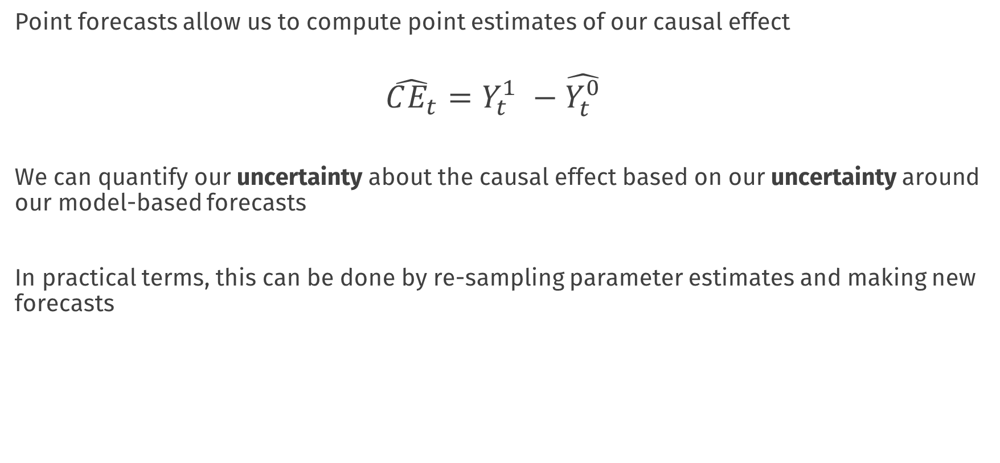 Point forecasts allow us to compute point estimates of our causal effect
$\widehat{CE}_t = Y_t^1 - \widehat{Y_t^0}$
We can quantify our uncertainty about the causal effect based on our uncertainty around
our model-based forecasts
In practical terms, this can be done by re-sampling parameter estimates and making new
forecasts